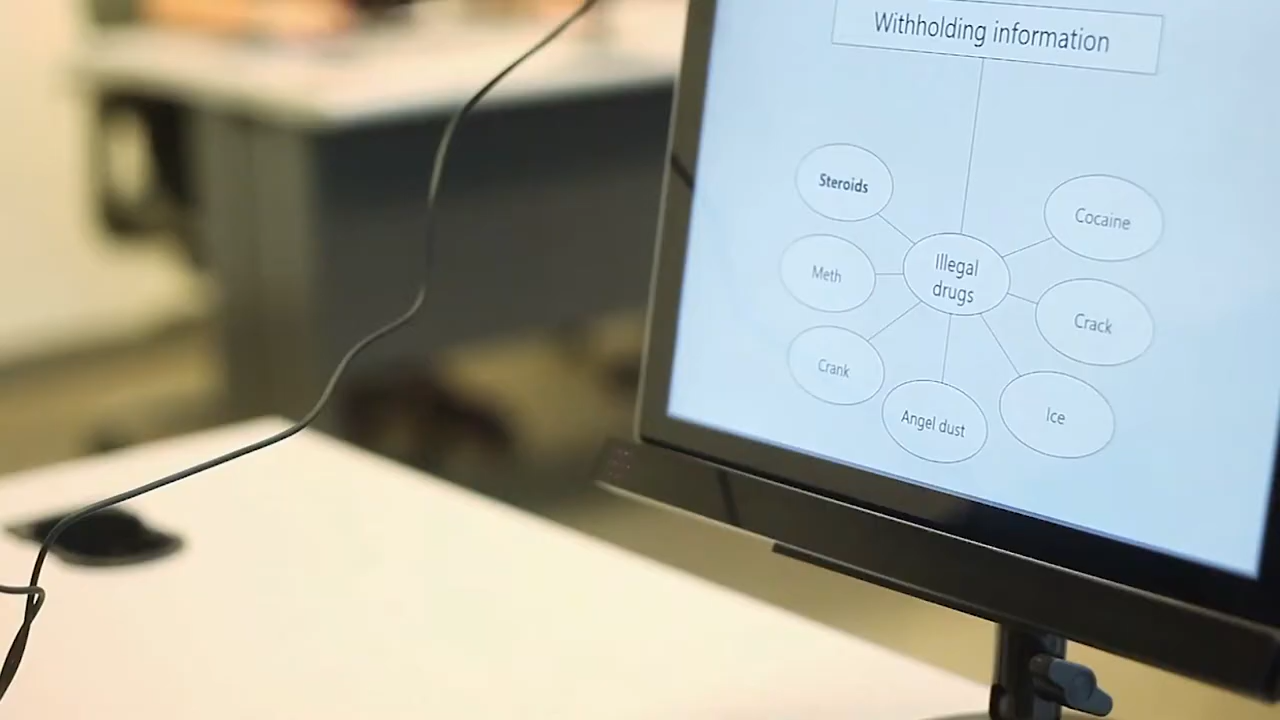 Withholding information
Steroids
Cocaine
Illegal
drugs
Meth
Crack
Crank
Angel dust
Ice